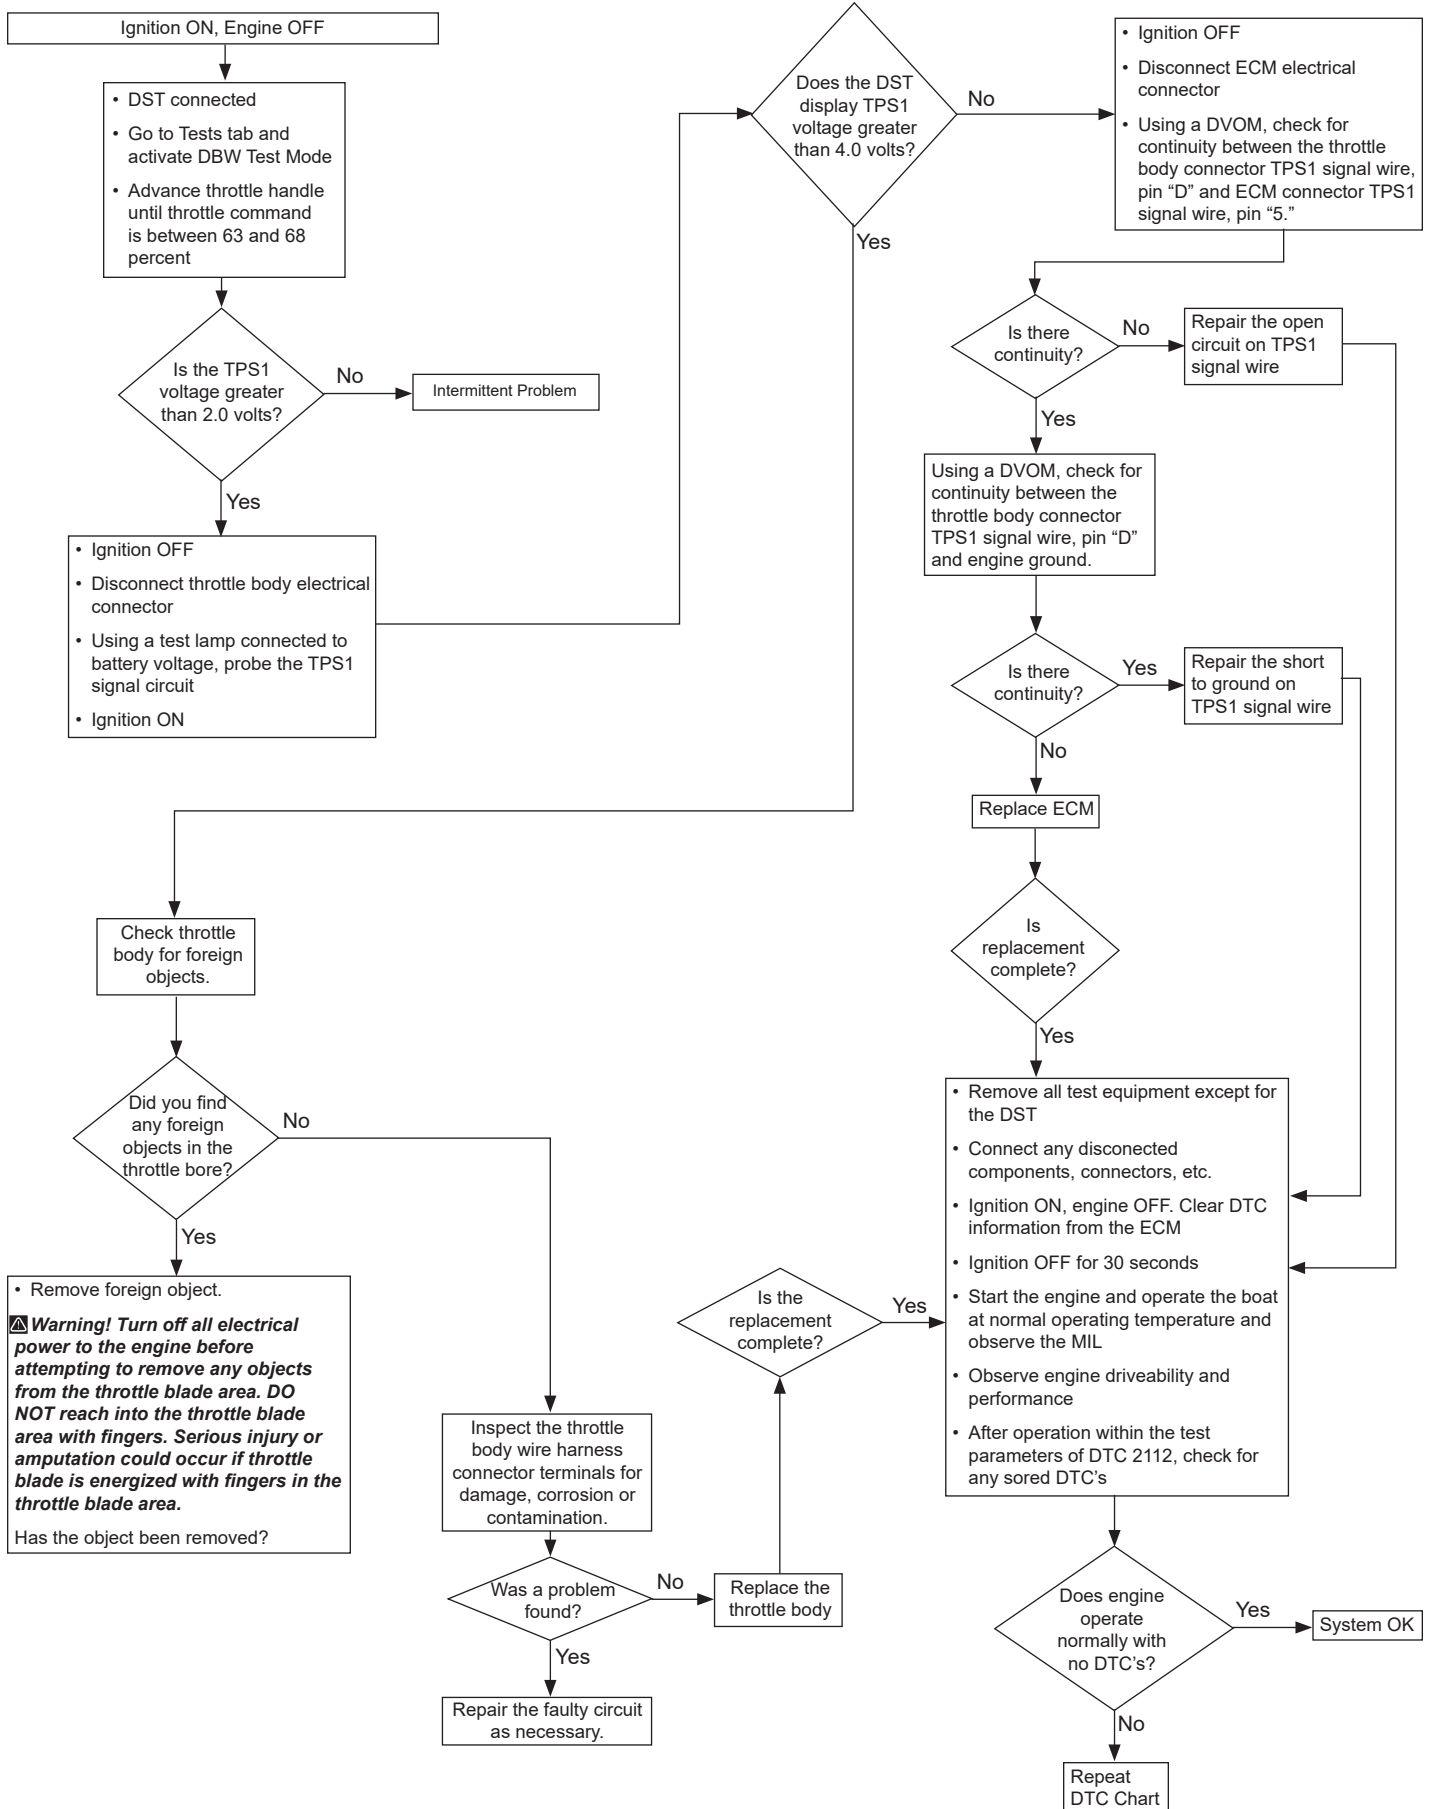 Ignition ON, Engine OFF
• DST connected
• Go to Tests tab and
activate DBW Test Mode
• Advance throttle handle
until throttle command
is between 63 and 68
percent
Is the TPS1
voltage greater
than 2.0 volts?
No
Intermittent Problem
Yes
• Ignition OFF
• Disconnect throttle body electrical
connector
• Using a test lamp connected to
battery voltage, probe the TPS1
signal circuit
• Ignition ON
Does the DST
display TPS1
voltage greater
than 4.0 volts?
No
Yes
• Ignition OFF
• Disconnect ECM electrical
connector
• Using a DVOM, check for
continuity between the throttle
body connector TPS1 signal wire,
pin “D” and ECM connector TPS1
signal wire, pin “5.”
Is there
continuity?
No
Repair the open
circuit on TPS1
signal wire
Yes
Using a DVOM, check for
continuity between the
throttle body connector
TPS1 signal wire, pin “D”
and engine ground.
Is there
continuity?
Yes
Repair the short
to ground on
TPS1 signal wire
No
Replace ECM
Is
replacement
complete?
Yes
Check throttle
body for foreign
objects.
Did you find
any foreign
objects in the
throttle bore?
No
Yes
• Remove foreign object.
⚠ Warning! Turn off all electrical
power to the engine before
attempting to remove any objects
from the throttle blade area. DO
NOT reach into the throttle blade
area with fingers. Serious injury or
amputation could occur if throttle
blade is energized with fingers in the
throttle blade area.
Has the object been removed?
Inspect the throttle
body wire harness
connector terminals for
damage, corrosion or
contamination.
Was a problem
found?
No
Replace the
throttle body
Yes
Repair the faulty circuit
as necessary.
Is the
replacement
complete?
Yes
• Remove all test equipment except for
the DST
• Connect any disconected
components, connectors, etc.
• Ignition ON, engine OFF. Clear DTC
information from the ECM
• Ignition OFF for 30 seconds
• Start the engine and operate the boat
at normal operating temperature and
observe the MIL
• Observe engine driveability and
performance
• After operation within the test
parameters of DTC 2112, check for
any sored DTC’s
Does engine
operate
normally with
no DTC’s?
Yes
System OK
No
Repeat
DTC Chart